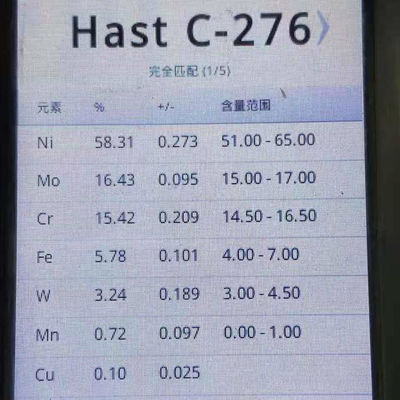 Hast C-276
完全匹配 (1/5)
元素 % +/- 含量范围
Ni 58.31 0.273 51.00 - 65.00
Mo 16.43 0.095 15.00 - 17.00
Cr 15.42 0.209 14.50 - 16.50
Fe 5.78 0.101 4.00 - 7.00
W 3.24 0.189 3.00 - 4.50
Mn 0.72 0.097 0.00 - 1.00
Cu 0.10 0.025